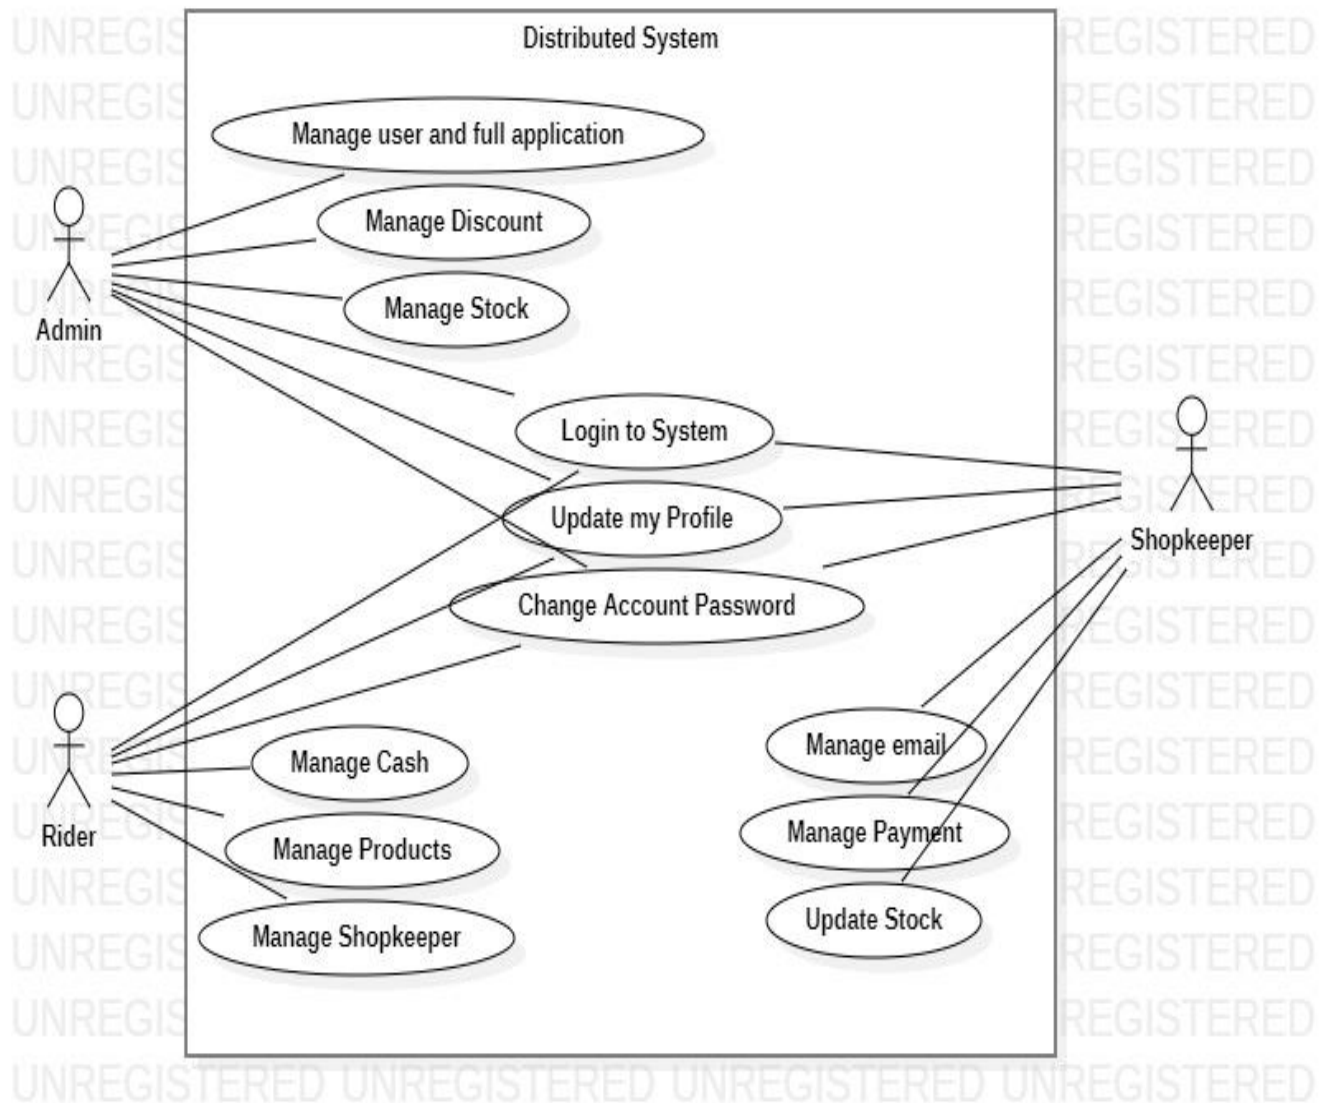 Distributed System
Manage user and full application
Manage Discount
Manage Stock
Admin
Login to System
Update my Profile
Change Account Password
Shopkeeper
Manage Cash
Manage Products
Manage Shopkeeper
Rider
Manage email
Manage Payment
Update Stock
UNREGISTERED UNREGISTERED UNREGISTERED UNREGISTERED